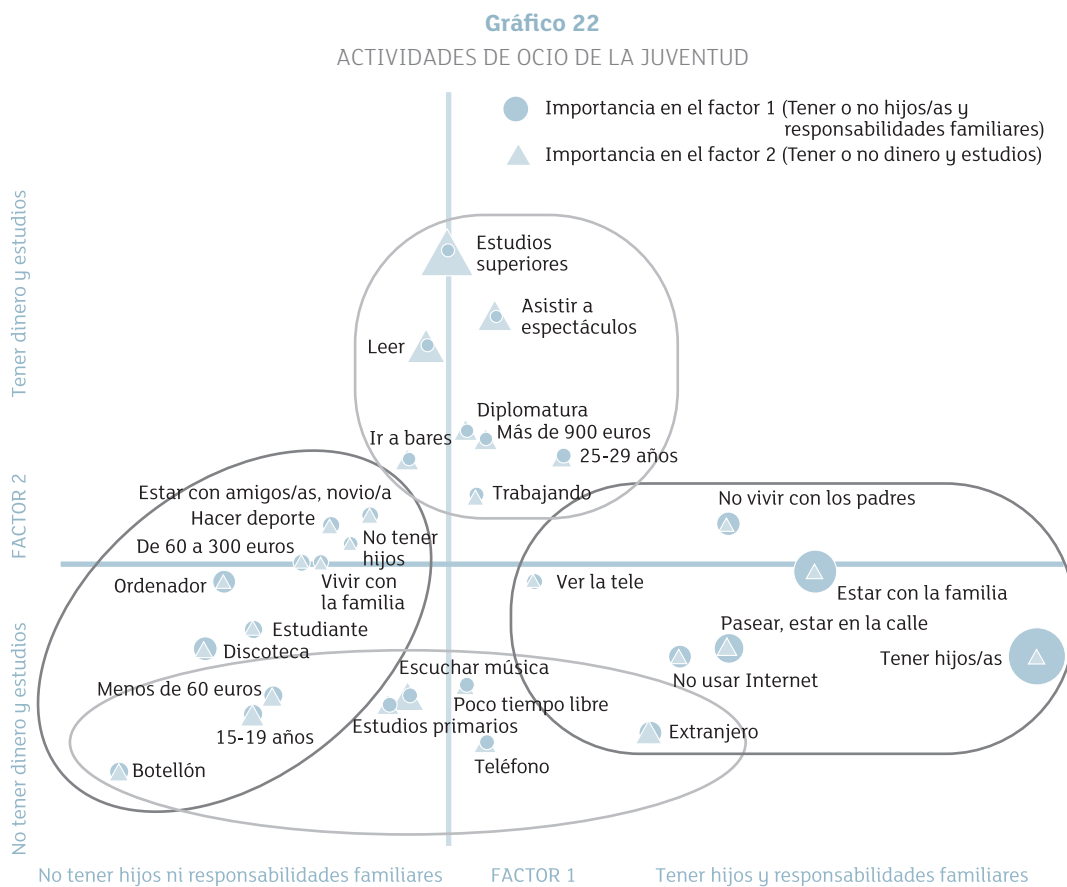 Gráfico 22
ACTIVIDADES DE OCIO DE LA JUVENTUD
Importancia en el factor 1 (Tener o no hijos/as y
responsabilidades familiares)
Importancia en el factor 2 (Tener o no dinero y estudios)
Tener dinero y estudios
FACTOR 2
No tener dinero y estudios
Estudios
superiores
Asistir a
espectáculos
Leer
Diplomatura
Más de 900 euros
Ir a bares
25-29 años
Trabajando
Estar con amigos/as, novio/a
Hacer deporte
No tener
hijos
De 60 a 300 euros
Vivir con
la familia
Ordenador
Estudiante
Discoteca
Menos de 60 euros
15-19 años
Botellón
No vivir con los padres
Ver la tele
Estar con la familia
Pasear, estar en la calle
Tener hijos/as
No usar Internet
Escuchar música
Poco tiempo libre
Estudios primarios
Extranjero
Teléfono
No tener hijos ni responsabilidades familiares
FACTOR 1
Tener hijos y responsabilidades familiares